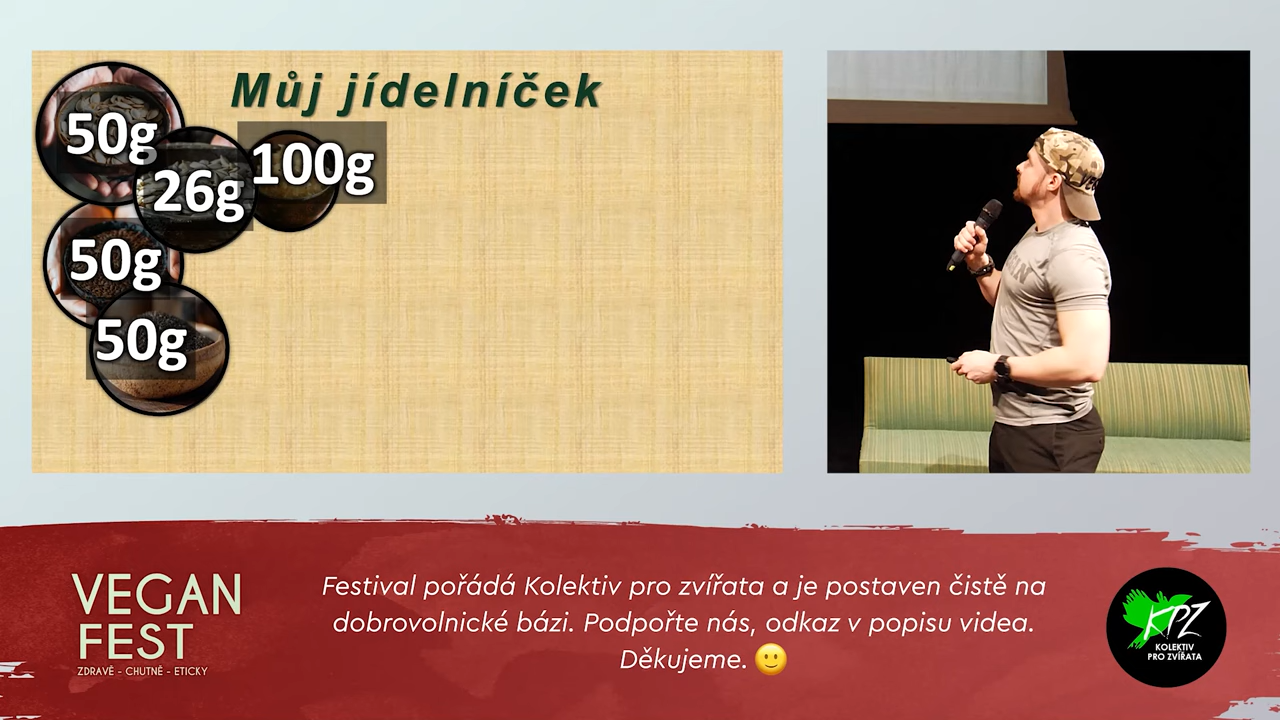 Můj jídelníček
50g
26g
100g
50g
50g
VEGAN
FEST
ZDRAVĚ - CHUTNĚ - ETICKY
Festival pořádá Kolektiv pro zvířata a je postaven čistě na
dobrovolnické bázi. Podpořte nás, odkaz v popisu videa.
Děkujeme. 🙂
KPZ
KOLEKTIV
PRO ZVÍŘATA